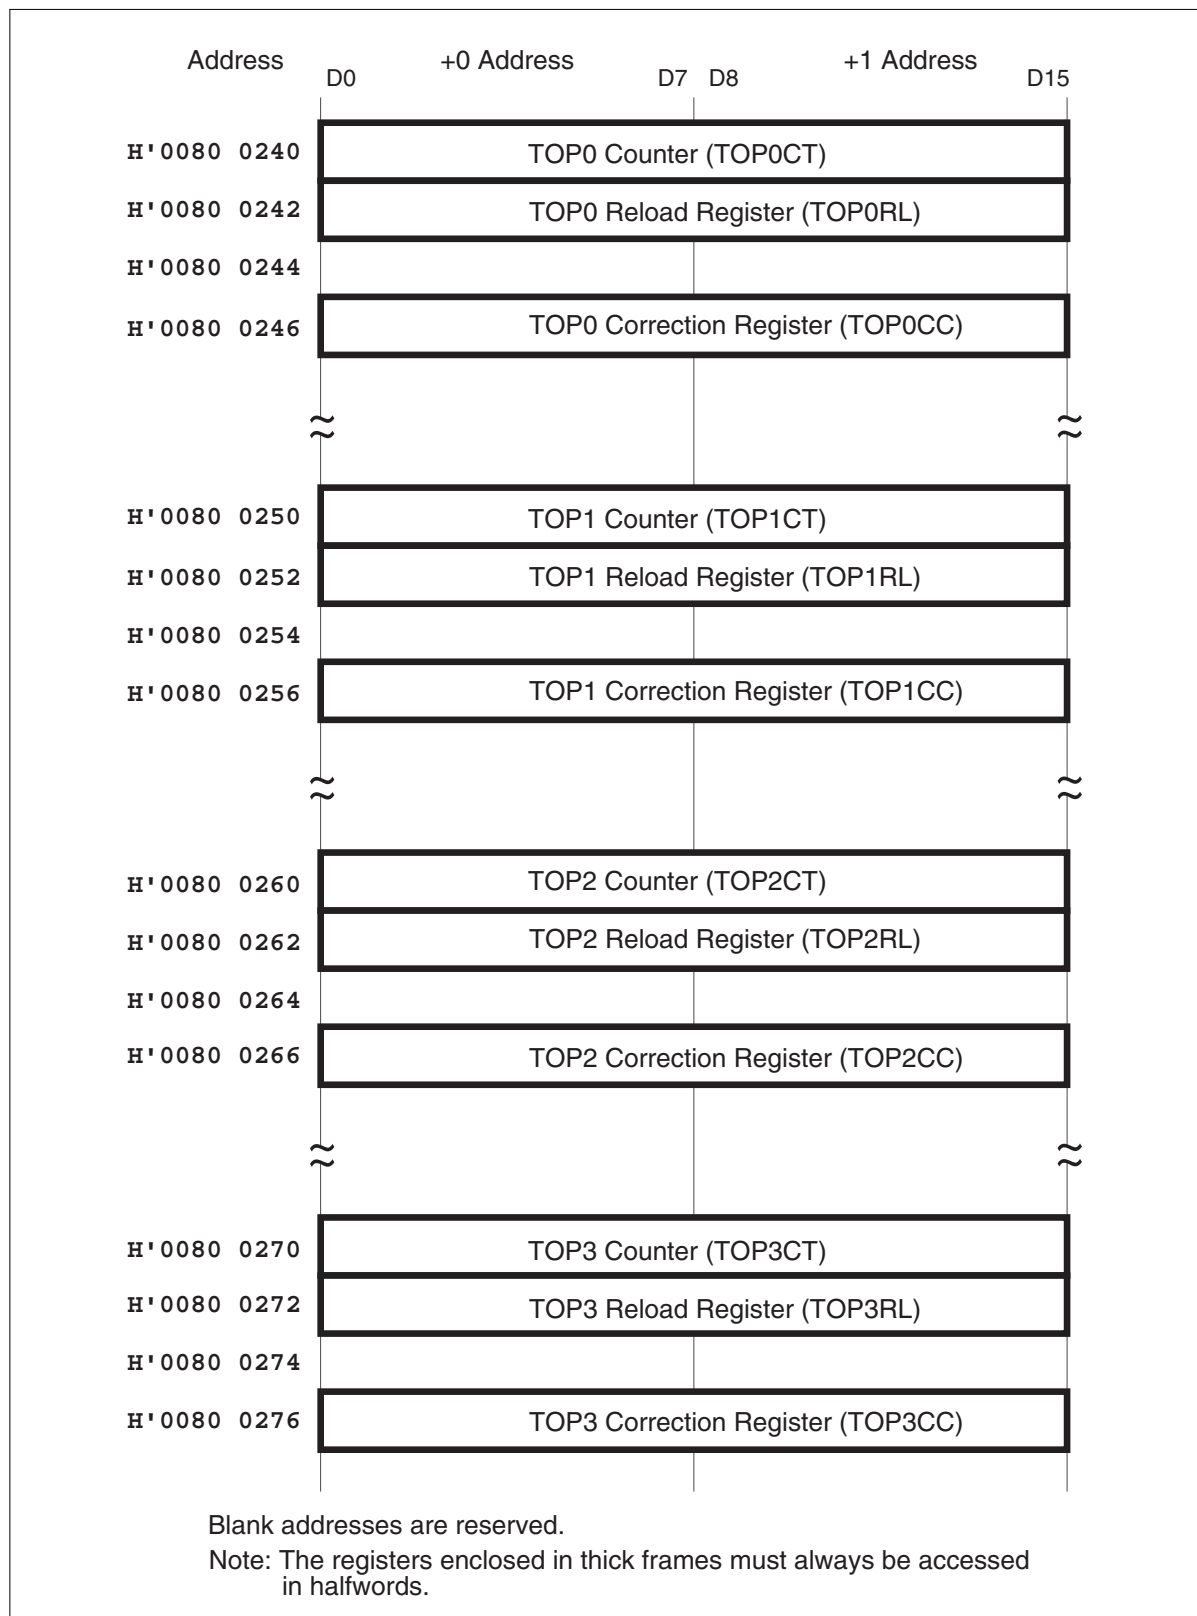 Address +0 Address +1 Address
D0 D7 D8 D15
H'0080 0240 TOP0 Counter (TOP0CT)
H'0080 0242 TOP0 Reload Register (TOP0RL)
H'0080 0244
H'0080 0246 TOP0 Correction Register (TOP0CC)
H'0080 0250 TOP1 Counter (TOP1CT)
H'0080 0252 TOP1 Reload Register (TOP1RL)
H'0080 0254
H'0080 0256 TOP1 Correction Register (TOP1CC)
H'0080 0260 TOP2 Counter (TOP2CT)
H'0080 0262 TOP2 Reload Register (TOP2RL)
H'0080 0264
H'0080 0266 TOP2 Correction Register (TOP2CC)
H'0080 0270 TOP3 Counter (TOP3CT)
H'0080 0272 TOP3 Reload Register (TOP3RL)
H'0080 0274
H'0080 0276 TOP3 Correction Register (TOP3CC)
Blank addresses are reserved.
Note: The registers enclosed in thick frames must always be accessed
in halfwords.